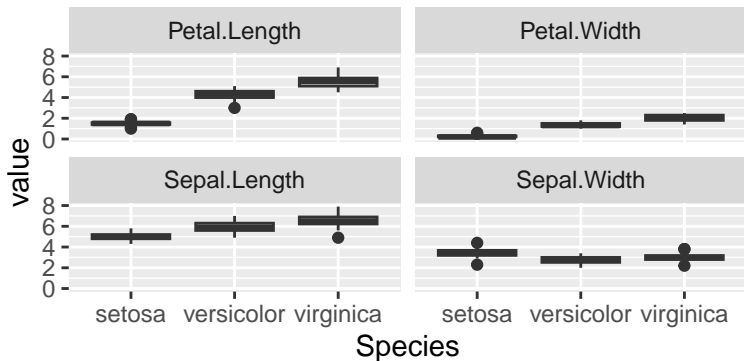 Petal.Length
Petal.Width
8
6
4
2
0
value
Sepal.Length
Sepal.Width
8
6
4
2
0
setosa versicolor virginica
setosa versicolor virginica
Species